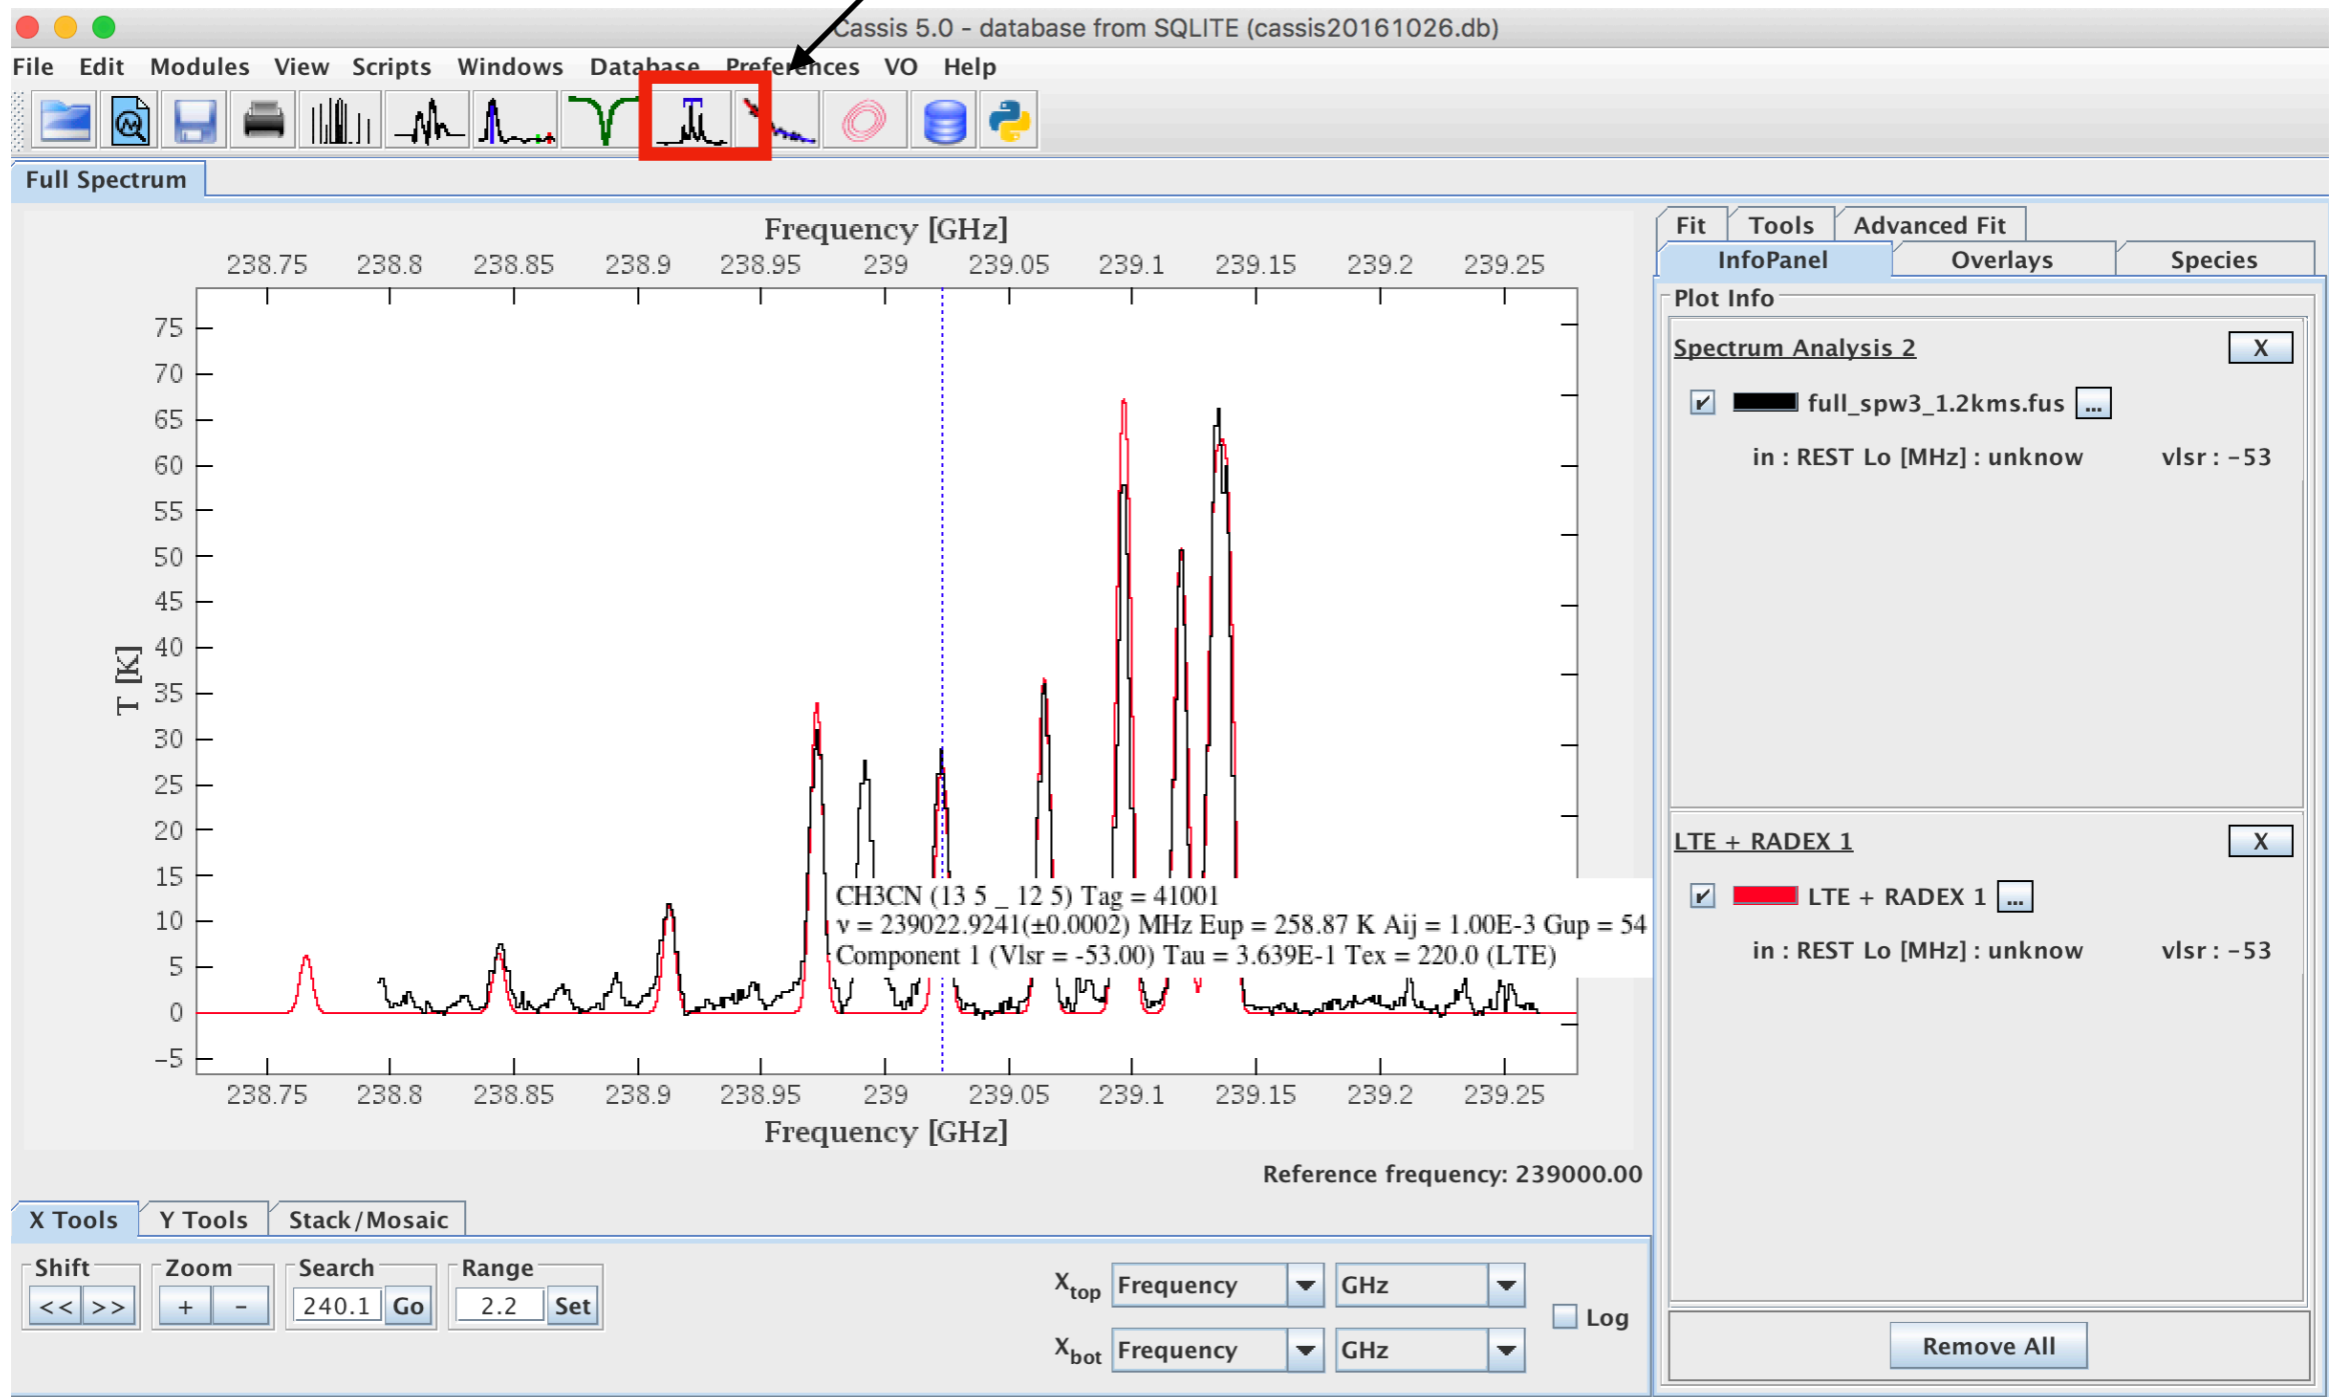 Cassis 5.0 - database from SQLITE (cassis20161026.db)
File Edit Modules View Scripts Windows Database Preferences VO Help
Full Spectrum
Frequency [GHz]
238.75 238.8 238.85 238.9 238.95 239 239.05 239.1 239.15 239.2 239.25
75
70
65
60
55
50
45
40
35
30
25
20
15
10
5
0
-5
T [K]
CH3CN (13 5 _ 12 5) Tag = 41001
ν = 239022.9241(±0.0002) MHz Eup = 258.87 K Aij = 1.00E-3 Gup = 54
Component 1 (Vlsr = -53.00) Tau = 3.639E-1 Tex = 220.0 (LTE)
238.75 238.8 238.85 238.9 238.95 239 239.05 239.1 239.15 239.2 239.25
Frequency [GHz]
Reference frequency: 239000.00
Fit Tools Advanced Fit
InfoPanel Overlays Species
Plot Info
Spectrum Analysis 2 X
full_spw3_1.2kms.fus ...
in : REST Lo [MHz] : unknow vlsr : -53
LTE + RADEX 1 X
LTE + RADEX 1 ...
in : REST Lo [MHz] : unknow vlsr : -53
Remove All
X Tools Y Tools Stack/Mosaic
Shift Zoom Search Range
<< >> + - 240.1 Go 2.2 Set
Xtop Frequency GHz
Log
Xbot Frequency GHz